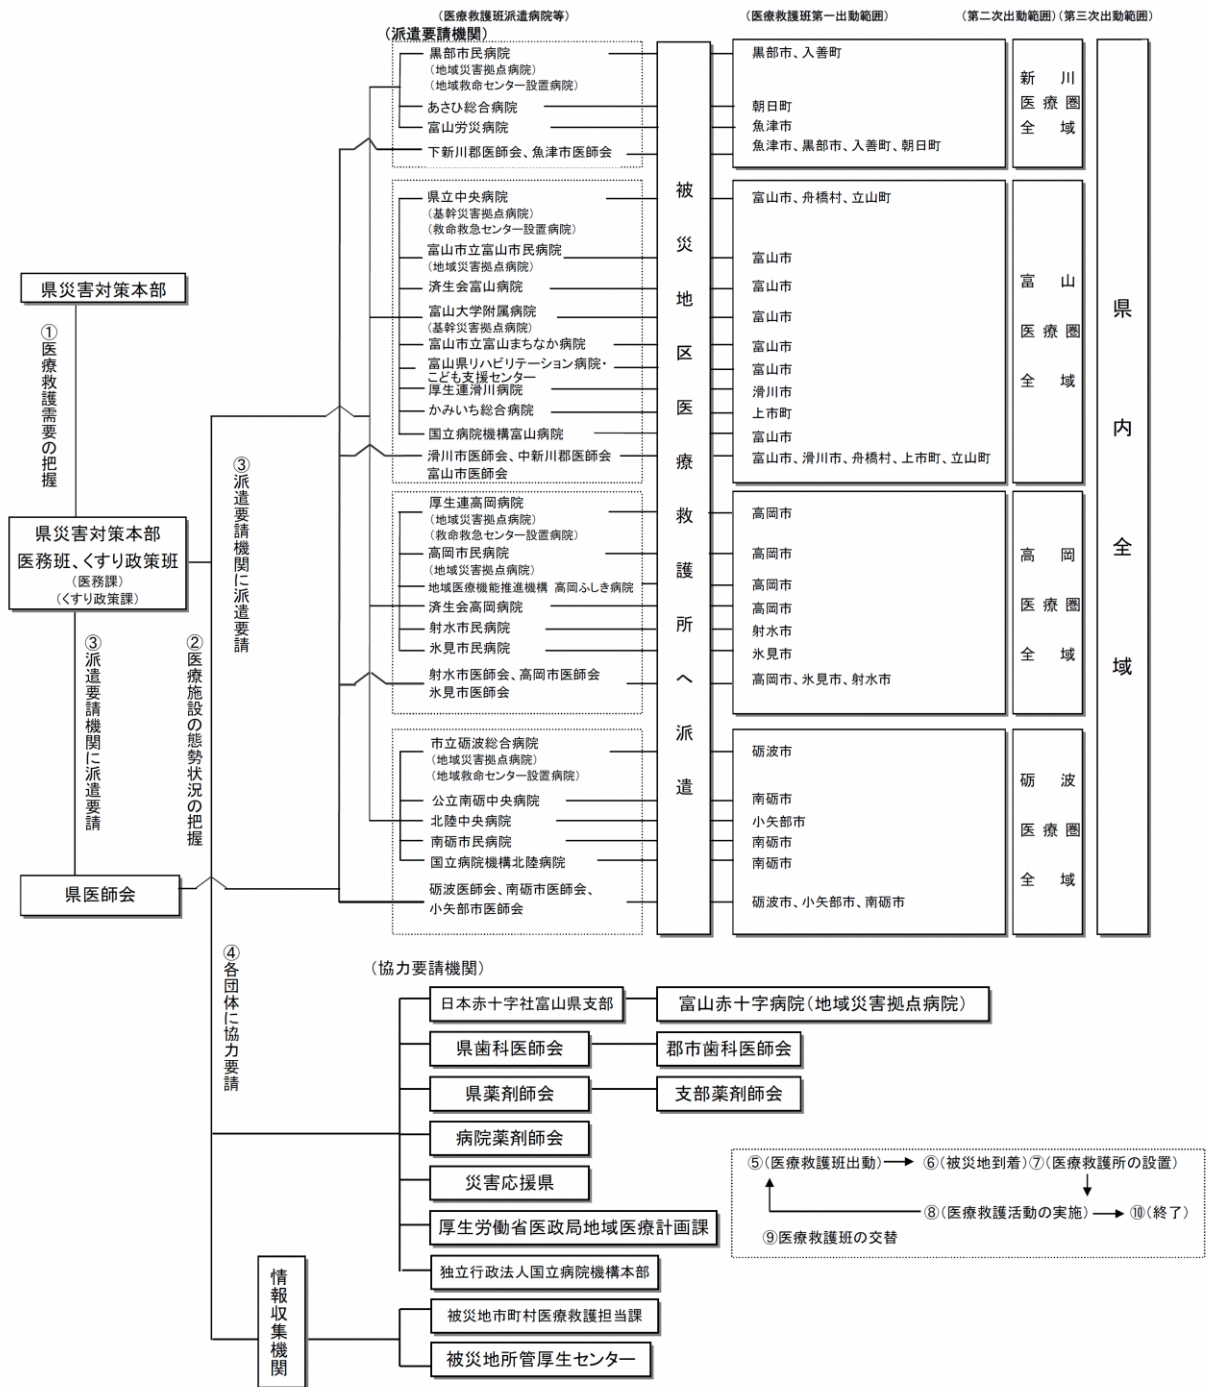 (医療救護班派遣病院等)
(医療救護班第一出動範囲)
(第二次出動範囲)
(第三次出動範囲)
(派遣要請機関)
県災害対策本部
①医療救護需要の把握
県災害対策本部
医務班、くすり政策班
(医務課)
(くすり政策課)
③派遣要請機関に派遣要請
県医師会
②医療施設の態勢状況の把握
③派遣要請機関に派遣要請
④各団体に協力要請
黒部市民病院
(地域災害拠点病院)
(地域救命センター設置病院)
あさひ総合病院
富山労災病院
下新川郡医師会、魚津市医師会
県立中央病院
(基幹災害拠点病院)
(救命救急センター設置病院)
富山市立富山市民病院
(地域災害拠点病院)
済生会富山病院
富山大学附属病院
(基幹災害拠点病院)
富山市立富山まちなか病院
富山県リハビリテーション病院・
こども支援センター
厚生連滑川病院
かみいち総合病院
国立病院機構富山病院
滑川市医師会、中新川郡医師会
富山市医師会
厚生連高岡病院
(地域災害拠点病院)
(救命救急センター設置病院)
高岡市民病院
(地域災害拠点病院)
地域医療機能推進機構 高岡ふしき病院
済生会高岡病院
射水市民病院
氷見市民病院
射水市医師会、高岡市医師会
氷見市医師会
市立砺波総合病院
(地域災害拠点病院)
(地域救命センター設置病院)
公立南砺中央病院
北陸中央病院
南砺市民病院
国立病院機構北陸病院
砺波医師会、南砺市医師会、
小矢部市医師会
被災地区医療救護所へ派遣
黒部市、入善町
朝日町
魚津市
魚津市、黒部市、入善町、朝日町
富山市、舟橋村、立山町
富山市
富山市
富山市
富山市
富山市
滑川市
上市町
富山市
富山市、滑川市、舟橋村、上市町、立山町
高岡市
高岡市
高岡市
高岡市
射水市
氷見市
高岡市、氷見市、射水市
砺波市
南砺市
小矢部市
南砺市
南砺市
砺波市、小矢部市、南砺市
新川
医療圏
全域
富山
医療圏
全域
高岡
医療圏
全域
砺波
医療圏
全域
県内全域
(協力要請機関)
日本赤十字社富山県支部
富山赤十字病院(地域災害拠点病院)
県歯科医師会
郡市歯科医師会
県薬剤師会
支部薬剤師会
病院薬剤師会
災害応援県
厚生労働省医政局地域医療計画課
独立行政法人国立病院機構本部
情報収集機関
被災地市町村医療救護担当課
被災地所管厚生センター
⑤(医療救護班出動)
⑥(被災地到着)⑦(医療救護所の設置)
⑧(医療救護活動の実施)
⑩(終了)
⑨医療救護班の交替